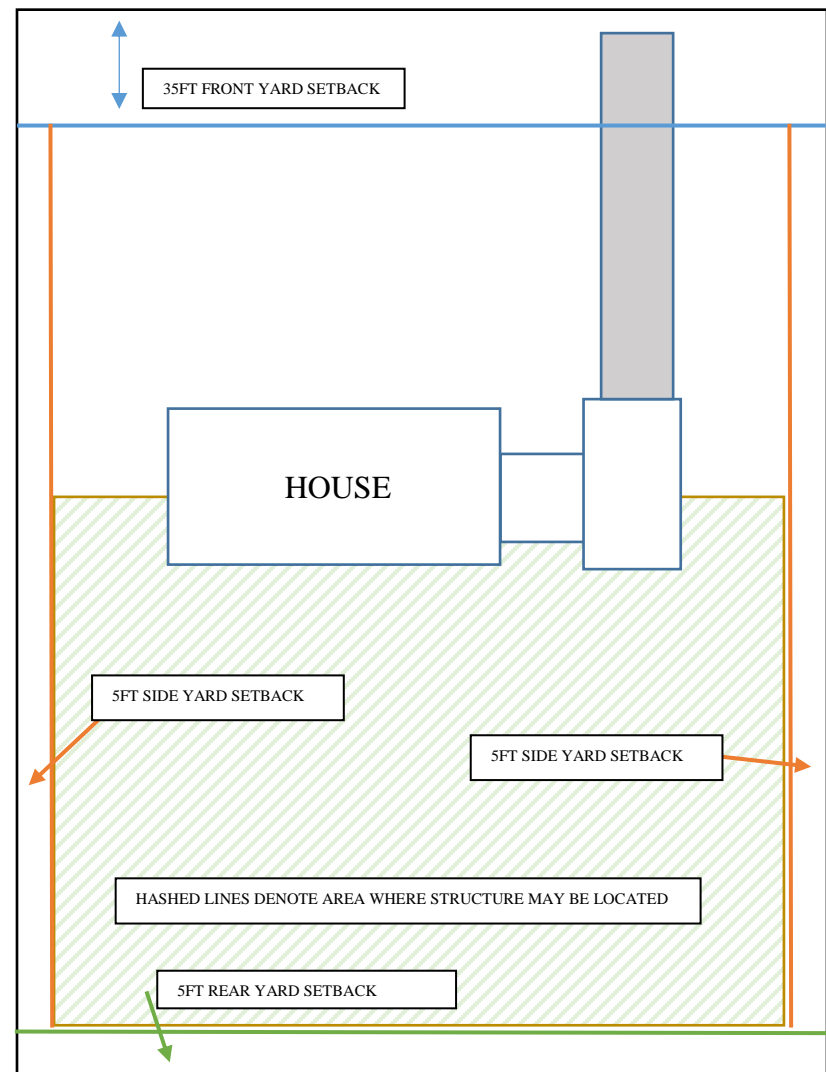 35FT FRONT YARD SETBACK
HOUSE
5FT SIDE YARD SETBACK
5FT SIDE YARD SETBACK
HASHED LINES DENOTE AREA WHERE STRUCTURE MAY BE LOCATED
5FT REAR YARD SETBACK